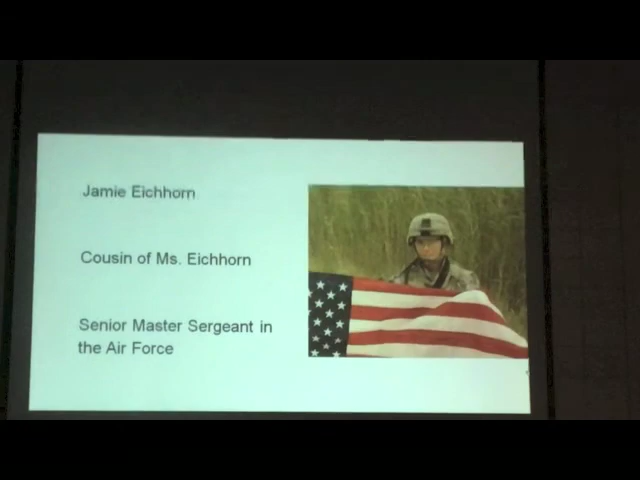 Jamie Eichhorn
Cousin of Ms. Eichhorn
Senior Master Sergeant in
the Air Force